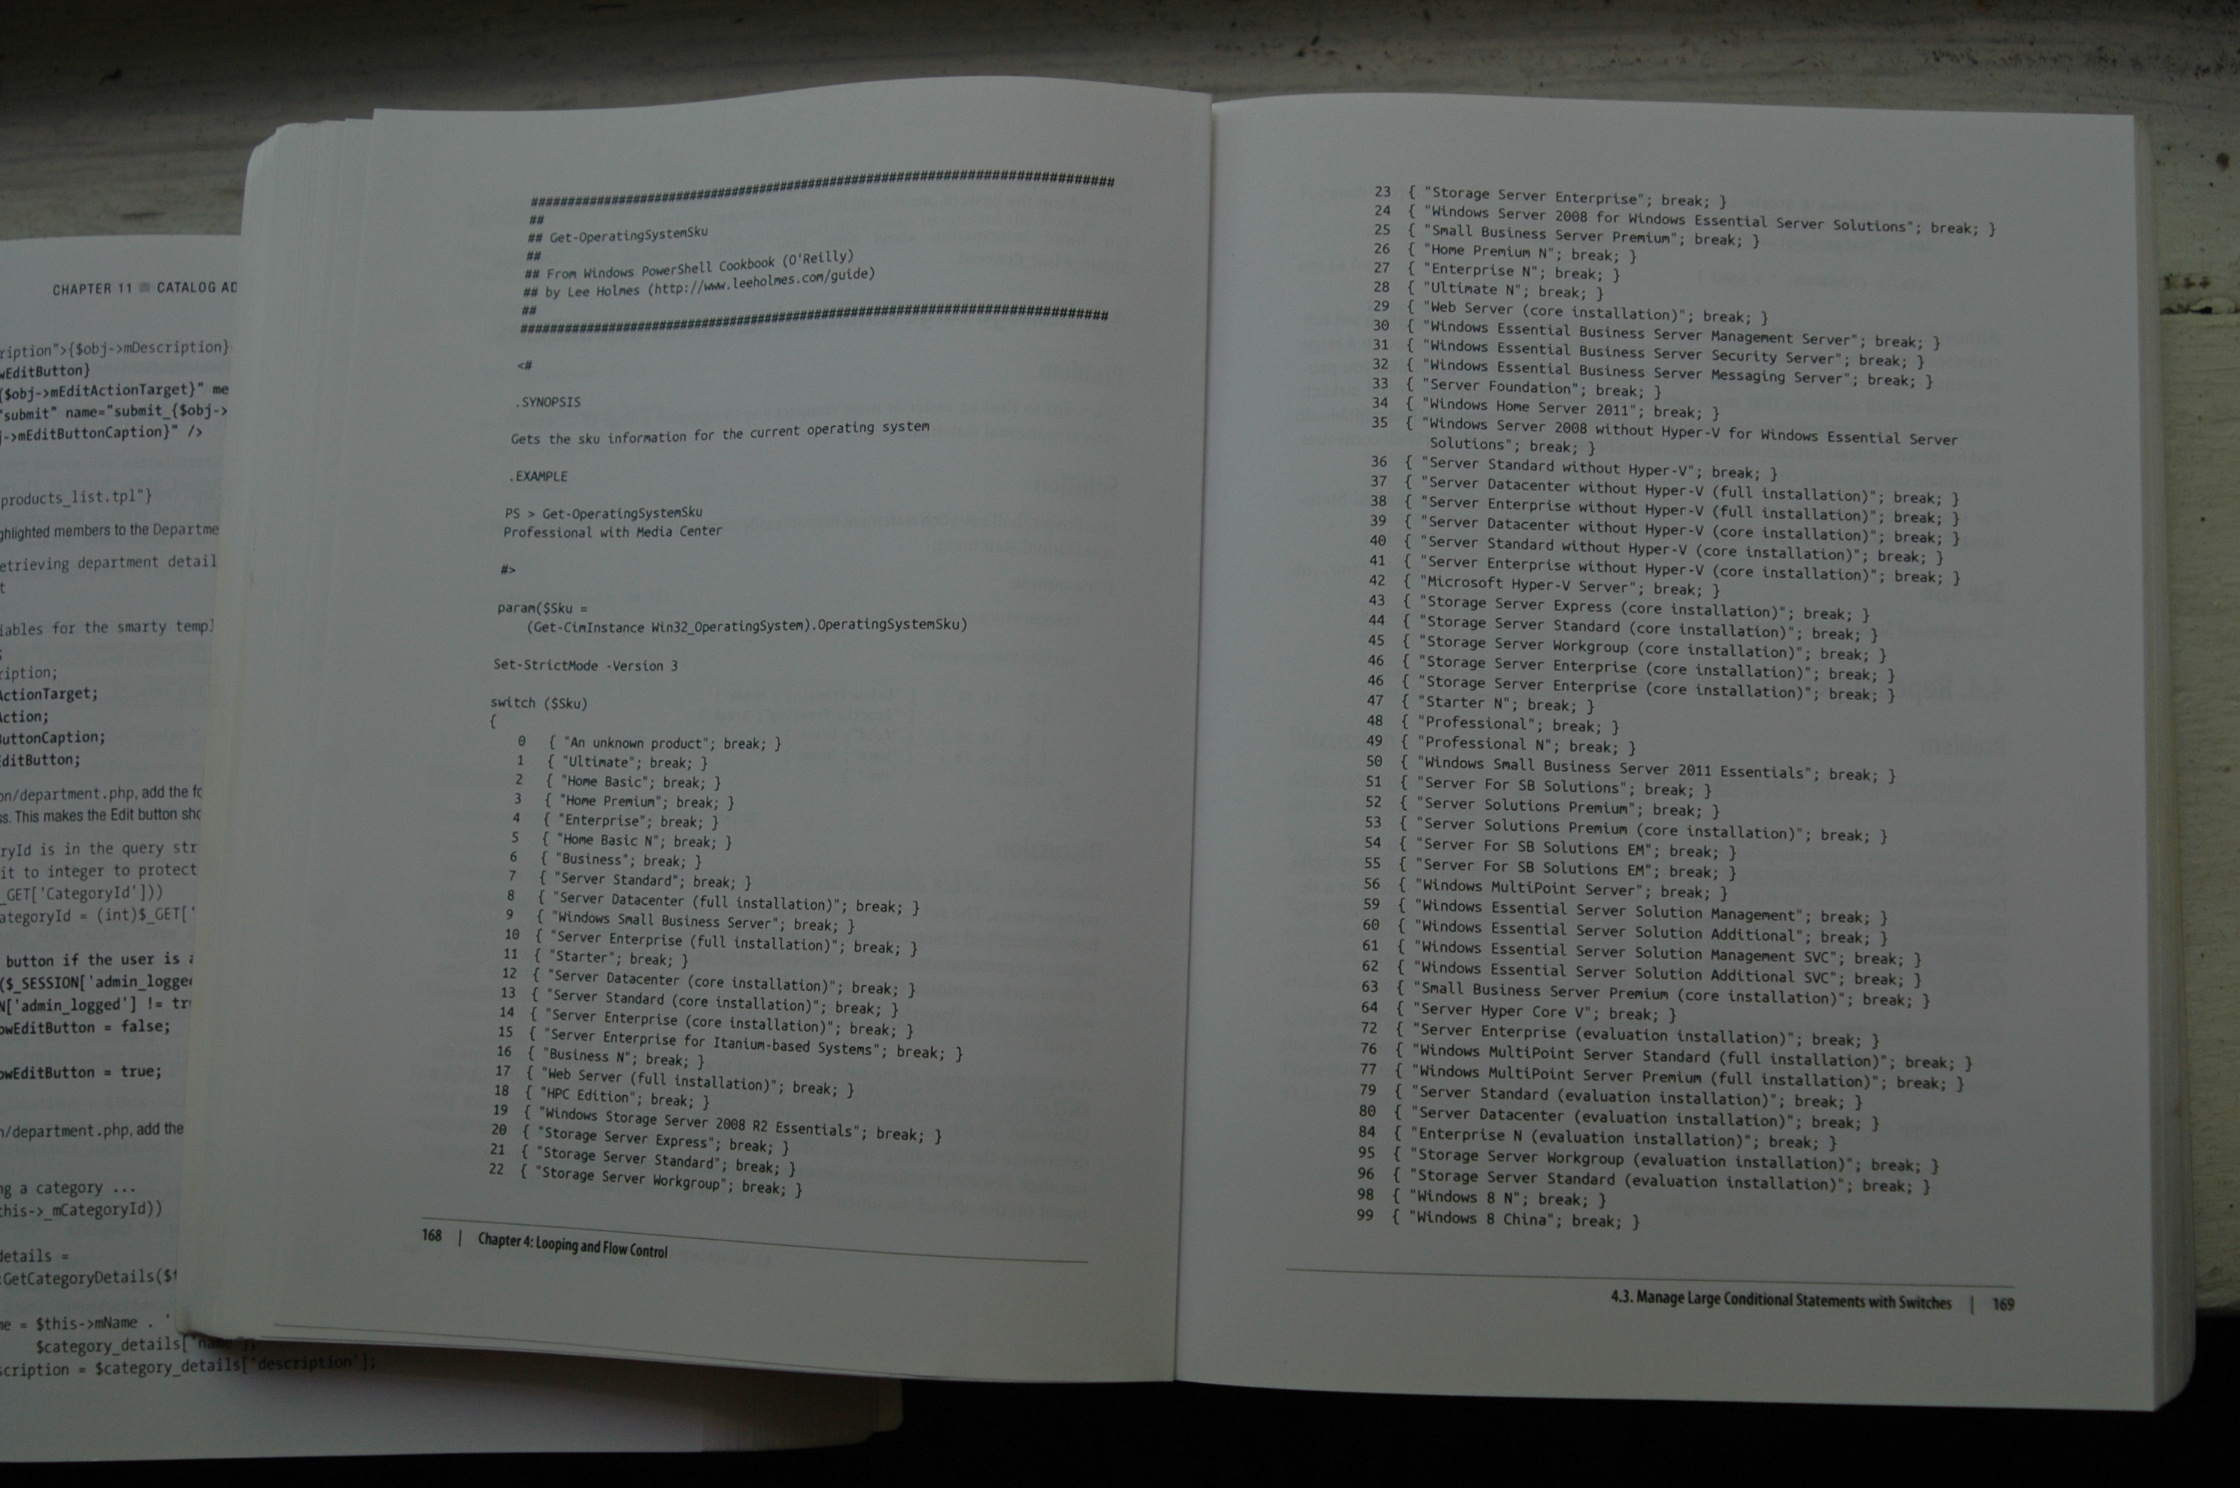 CHAPTER 11 CATALOG AD
ription">{$obj->mDescription}
wEditButton}
{$obj->mEditActionTarget}" me
"submit" name="submit_{$obj->
j->mEditButtonCaption}" />
products_list.tpl"}
ghlighted members to the Departme
etrieving department detail
t
iables for the smarty templ
;
ription;
ActionTarget;
Action;
ButtonCaption;
EditButton;
on/department.php, add the fo
ss. This makes the Edit button sho
ryId is in the query str
it to integer to protect
_GET['CategoryId']))
ategoryId = (int)$_GET['
button if the user is a
($_SESSION['admin_logged
N['admin_logged'] != tru
owEditButton = false;
owEditButton = true;
n/department.php, add the
ng a category ...
this->_mCategoryId))
details =
:GetCategoryDetails($t
me = $this->mName . '
$category_details['name'];
scription = $category_details['description'];
################################################################################
##
## Get-OperatingSystemSku
##
## From Windows PowerShell Cookbook (O'Reilly)
## by Lee Holmes (http://www.leeholmes.com/guide)
##
################################################################################
<#
.SYNOPSIS
Gets the sku information for the current operating system
.EXAMPLE
PS > Get-OperatingSystemSku
Professional with Media Center
#>
param($Sku =
(Get-CimInstance Win32_OperatingSystem).OperatingSystemSku)
Set-StrictMode -Version 3
switch ($Sku)
{
0 { "An unknown product"; break; }
1 { "Ultimate"; break; }
2 { "Home Basic"; break; }
3 { "Home Premium"; break; }
4 { "Enterprise"; break; }
5 { "Home Basic N"; break; }
6 { "Business"; break; }
7 { "Server Standard"; break; }
8 { "Server Datacenter (full installation)"; break; }
9 { "Windows Small Business Server"; break; }
10 { "Server Enterprise (full installation)"; break; }
11 { "Starter"; break; }
12 { "Server Datacenter (core installation)"; break; }
13 { "Server Standard (core installation)"; break; }
14 { "Server Enterprise (core installation)"; break; }
15 { "Server Enterprise for Itanium-based Systems"; break; }
16 { "Business N"; break; }
17 { "Web Server (full installation)"; break; }
18 { "HPC Edition"; break; }
19 { "Windows Storage Server 2008 R2 Essentials"; break; }
20 { "Storage Server Express"; break; }
21 { "Storage Server Standard"; break; }
22 { "Storage Server Workgroup"; break; }
168 | Chapter 4: Looping and Flow Control
23 { "Storage Server Enterprise"; break; }
24 { "Windows Server 2008 for Windows Essential Server Solutions"; break; }
25 { "Small Business Server Premium"; break; }
26 { "Home Premium N"; break; }
27 { "Enterprise N"; break; }
28 { "Ultimate N"; break; }
29 { "Web Server (core installation)"; break; }
30 { "Windows Essential Business Server Management Server"; break; }
31 { "Windows Essential Business Server Security Server"; break; }
32 { "Windows Essential Business Server Messaging Server"; break; }
33 { "Server Foundation"; break; }
34 { "Windows Home Server 2011"; break; }
35 { "Windows Server 2008 without Hyper-V for Windows Essential Server
Solutions"; break; }
36 { "Server Standard without Hyper-V"; break; }
37 { "Server Datacenter without Hyper-V (full installation)"; break; }
38 { "Server Enterprise without Hyper-V (full installation)"; break; }
39 { "Server Datacenter without Hyper-V (core installation)"; break; }
40 { "Server Standard without Hyper-V (core installation)"; break; }
41 { "Server Enterprise without Hyper-V (core installation)"; break; }
42 { "Microsoft Hyper-V Server"; break; }
43 { "Storage Server Express (core installation)"; break; }
44 { "Storage Server Standard (core installation)"; break; }
45 { "Storage Server Workgroup (core installation)"; break; }
46 { "Storage Server Enterprise (core installation)"; break; }
46 { "Storage Server Enterprise (core installation)"; break; }
47 { "Starter N"; break; }
48 { "Professional"; break; }
49 { "Professional N"; break; }
50 { "Windows Small Business Server 2011 Essentials"; break; }
51 { "Server For SB Solutions"; break; }
52 { "Server Solutions Premium"; break; }
53 { "Server Solutions Premium (core installation)"; break; }
54 { "Server For SB Solutions EM"; break; }
55 { "Server For SB Solutions EM"; break; }
56 { "Windows MultiPoint Server"; break; }
59 { "Windows Essential Server Solution Management"; break; }
60 { "Windows Essential Server Solution Additional"; break; }
61 { "Windows Essential Server Solution Management SVC"; break; }
62 { "Windows Essential Server Solution Additional SVC"; break; }
63 { "Small Business Server Premium (core installation)"; break; }
64 { "Server Hyper Core V"; break; }
72 { "Server Enterprise (evaluation installation)"; break; }
76 { "Windows MultiPoint Server Standard (full installation)"; break; }
77 { "Windows MultiPoint Server Premium (full installation)"; break; }
79 { "Server Standard (evaluation installation)"; break; }
80 { "Server Datacenter (evaluation installation)"; break; }
84 { "Enterprise N (evaluation installation)"; break; }
95 { "Storage Server Workgroup (evaluation installation)"; break; }
96 { "Storage Server Standard (evaluation installation)"; break; }
98 { "Windows 8 N"; break; }
99 { "Windows 8 China"; break; }
4.3. Manage Large Conditional Statements with Switches | 169